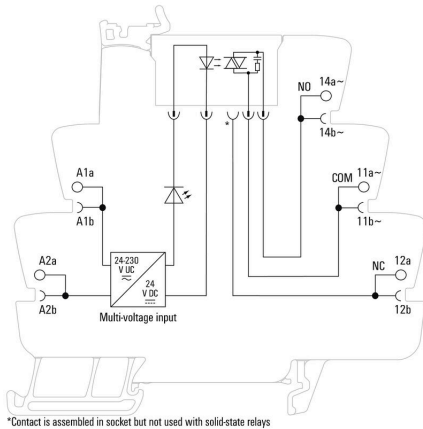 NO
14a~
14b~
*
COM
11a~
11b~
A1a
A1b
A2a
A2b
24-230
V UC
24
V DC
Multi-voltage input
NC
12a
12b
*Contact is assembled in socket but not used with solid-state relays